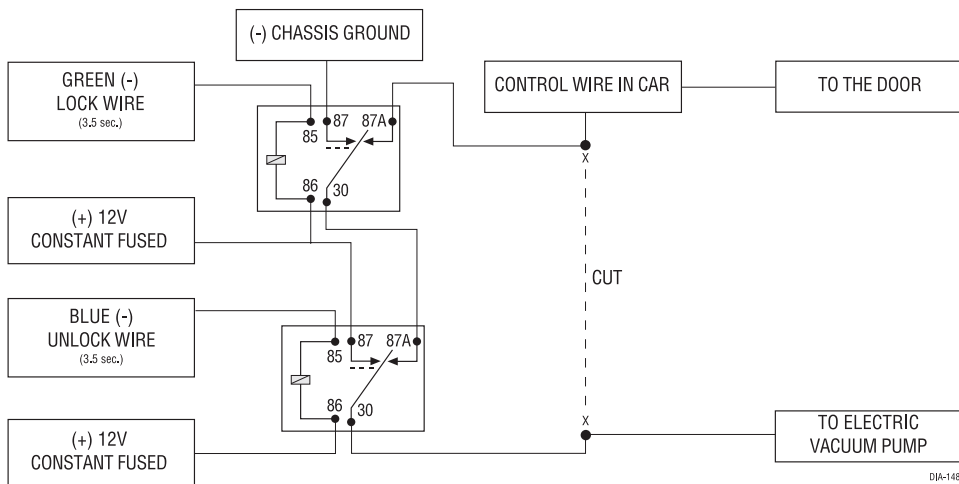 (-) CHASSIS GROUND
GREEN (-)
LOCK WIRE
(3.5 sec.)
CONTROL WIRE IN CAR
TO THE DOOR
85
87
87A
86
30
(+) 12V
CONSTANT FUSED
X
CUT
BLUE (-)
UNLOCK WIRE
(3.5 sec.)
85
87
87A
86
30
X
(+) 12V
CONSTANT FUSED
TO ELECTRIC
VACUUM PUMP
DIA-148